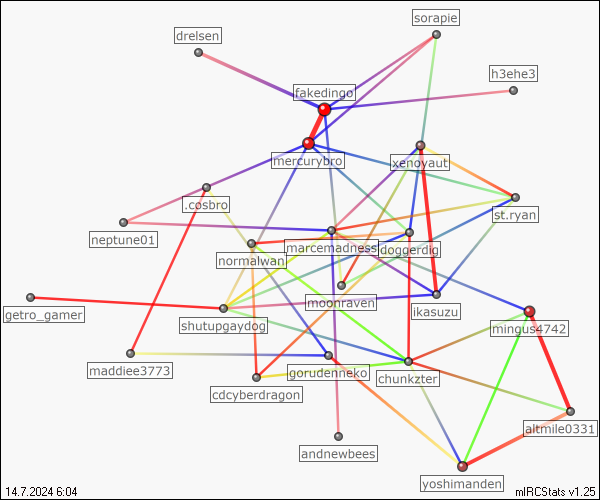 sorapie
drelsen
h3ehe3
fakedingo
mercurybro
xenoyaut
.cøsbro
st.ryan
neptune01
marcemadness
doggerdig
normalwan
moonraven
ikasuzu
getro_gamer
shutupgaydog
mingus4742
maddiee3773
gorudenneko
chunkzter
cdcyberdragon
altmile0331
andnewbees
yoshimanden
14.7.2024 6:04
mIRCStats v1.25